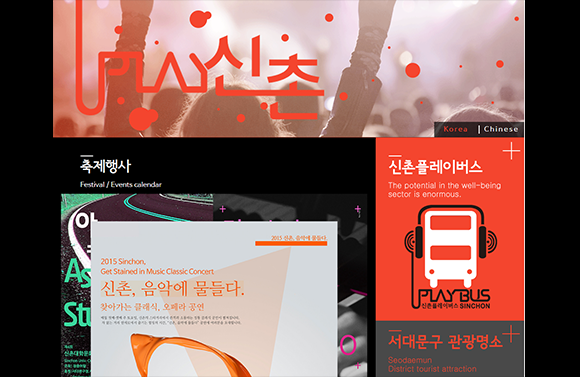 PLAY신촌
Korea | Chinese
축제행사
Festival / Events calendar
2015 신촌, 음악에 물들다.
2015 Sinchon,
Get Stained in Music Classic Concert
신촌, 음악에 물들다.
찾아가는 클래식, 오페라 공연
신촌플레이버스
The potential in the well-being
sector is enormous.
PLAYBUS
신촌플레이버스 SINCHON
서대문구 관광명소
Seodaemun
District tourist attraction